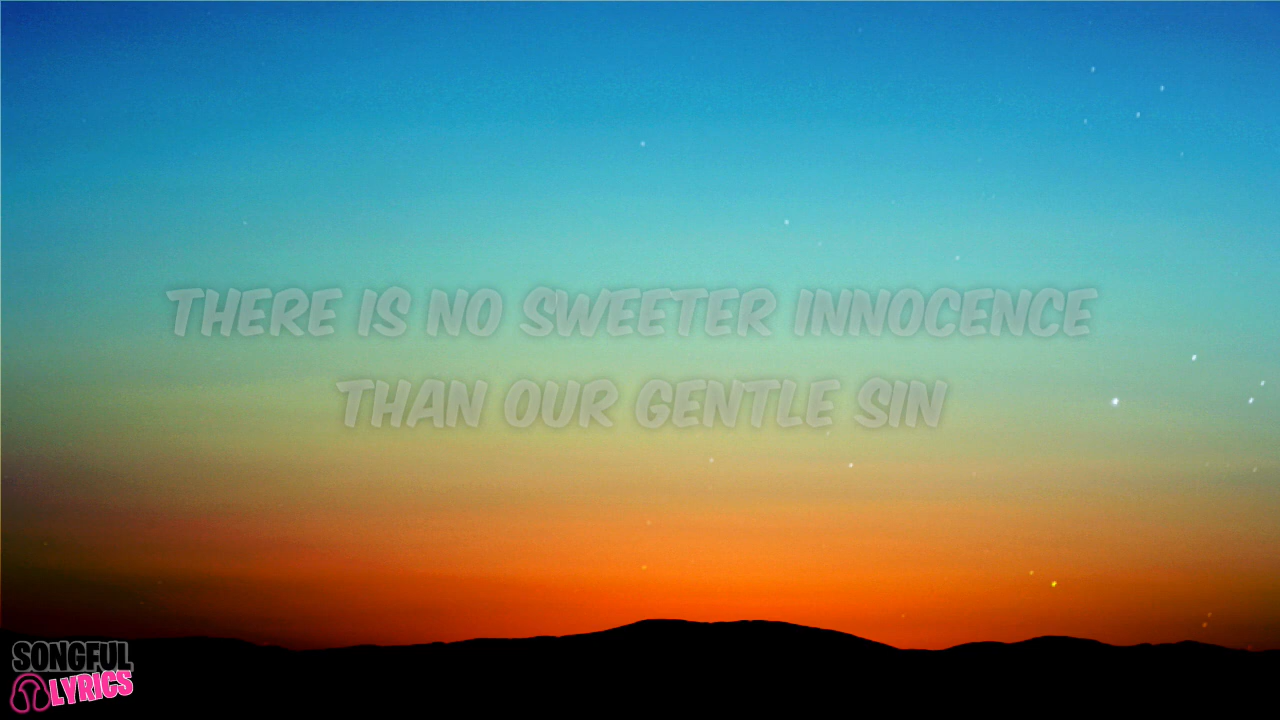 THERE IS NO SWEETER INNOCENCE
THAN OUR GENTLE SIN
SONGFUL
LYRICS